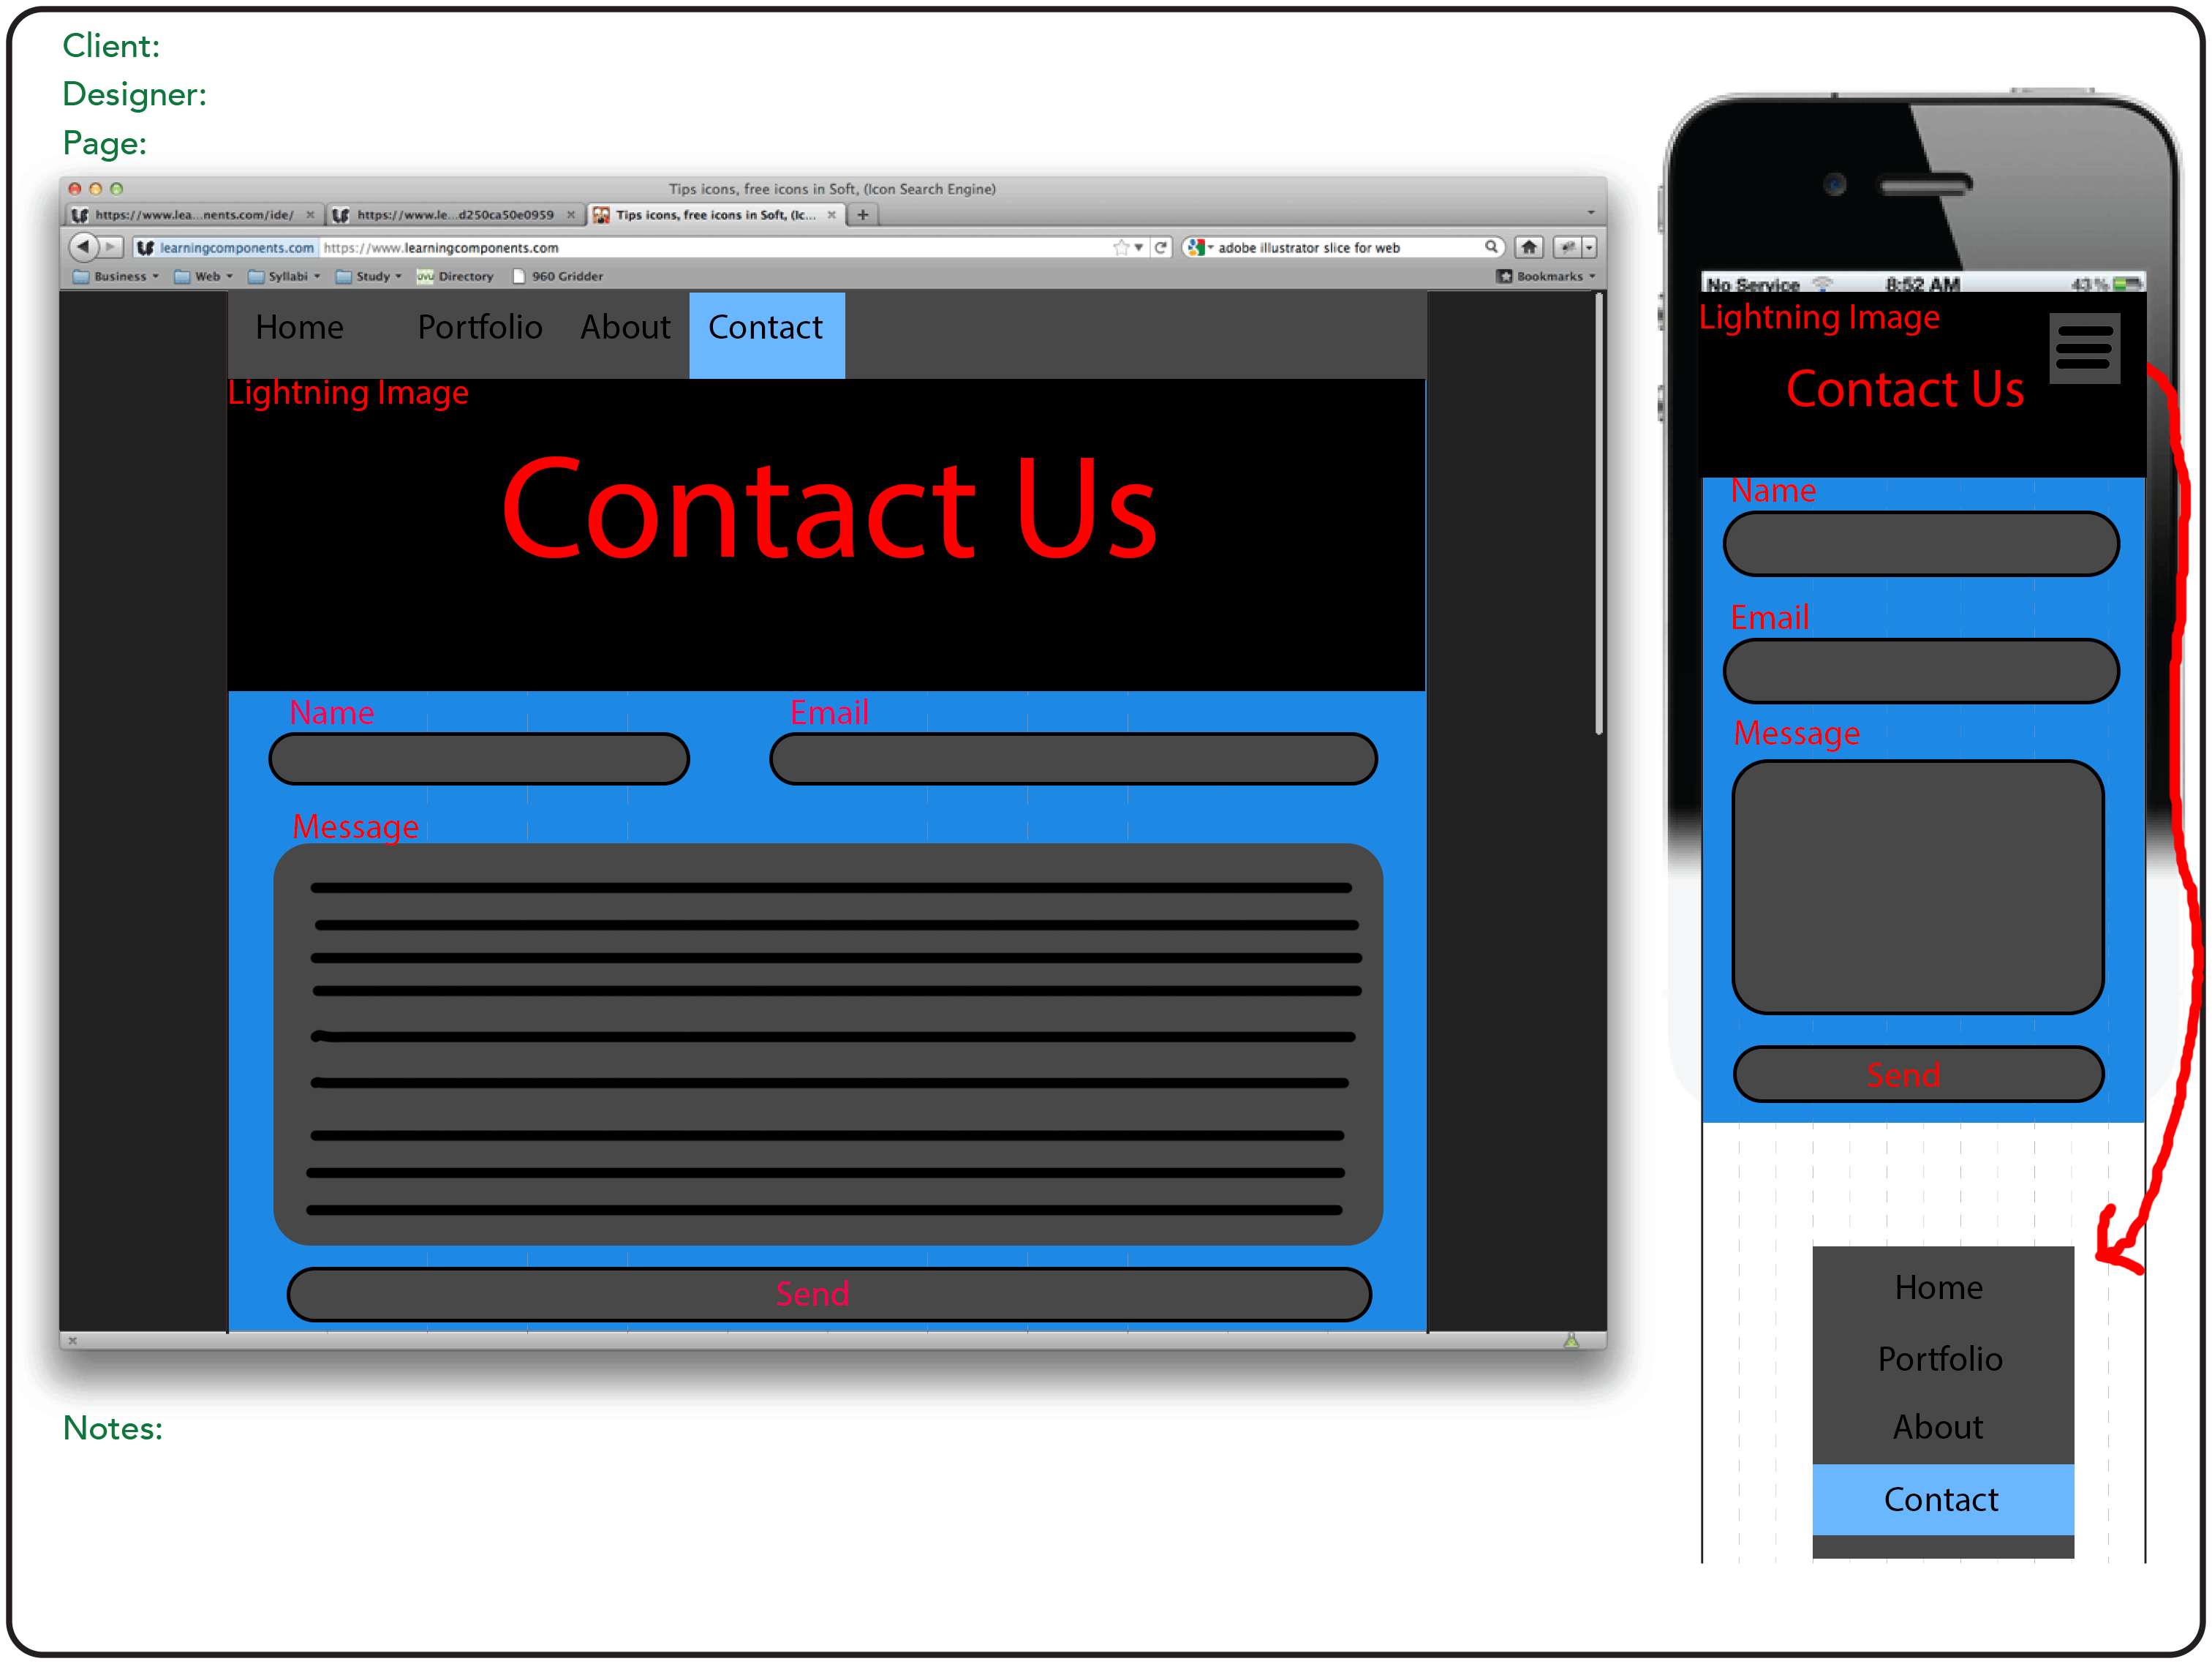 Client:
Designer:
Page:
Tips icons, free icons in Soft, (Icon Search Engine)
https://www.lea...nents.com/ide/
https://www.le...d250ca50e0959
Tips icons, free icons in Soft, (Ic...
learningcomponents.com
https://www.learningcomponents.com
adobe illustrator slice for web
Business
Web
Syllabi
Study
Directory
960 Gridder
Bookmarks
Home
Portfolio
About
Contact
Lightning Image
Contact Us
Name
Email
Message
Send
Notes:
No Service
8:52 AM
43%
Lightning Image
Contact Us
Name
Email
Message
Send
Home
Portfolio
About
Contact